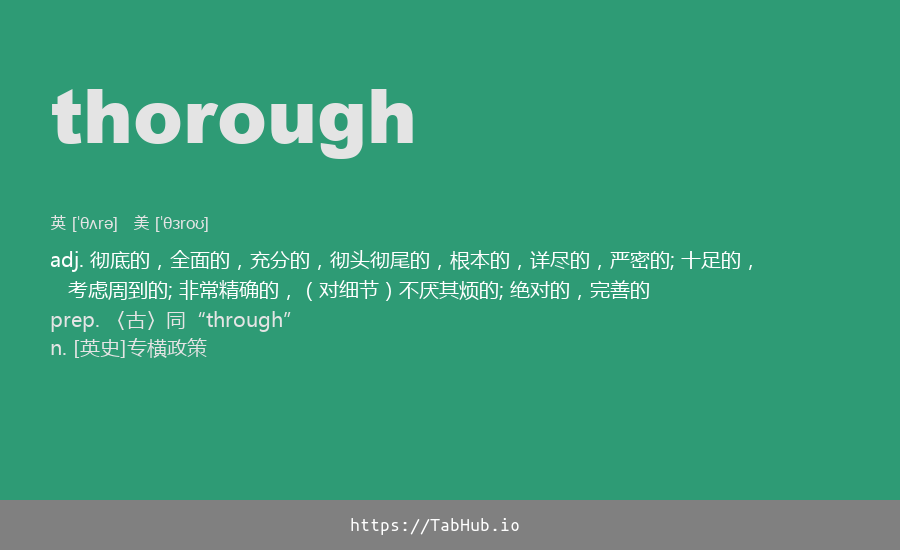 thorough
英 [ˈθʌrə] 美 [ˈθɜroʊ]
adj. 彻底的，全面的，充分的，彻头彻尾的，根本的，详尽的，严密的; 十足的，
考虑周到的; 非常精确的，（对细节）不厌其烦的; 绝对的，完善的
prep. 〈古〉同“through”
n. [英史]专横政策
https://TabHub.io